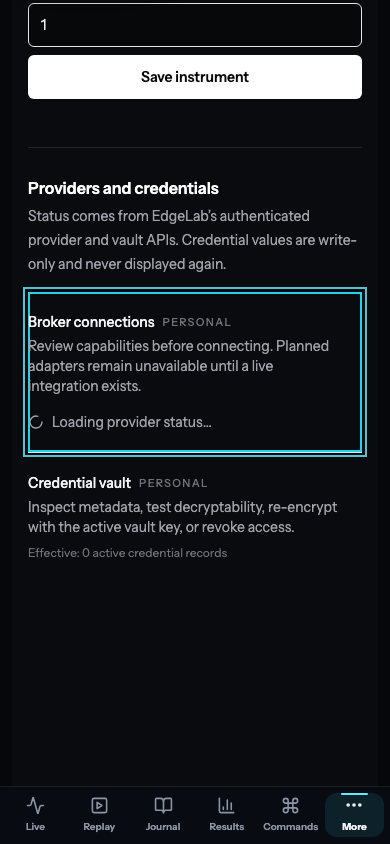 1
Save instrument
Providers and credentials
Status comes from EdgeLab's authenticated
provider and vault APIs. Credential values are write-
only and never displayed again.
Broker connections PERSONAL
Review capabilities before connecting. Planned
adapters remain unavailable until a live
integration exists.
Loading provider status...
Credential vault PERSONAL
Inspect metadata, test decryptability, re-encrypt
with the active vault key, or revoke access.
Effective: 0 active credential records
Live Replay Journal Results Commands More